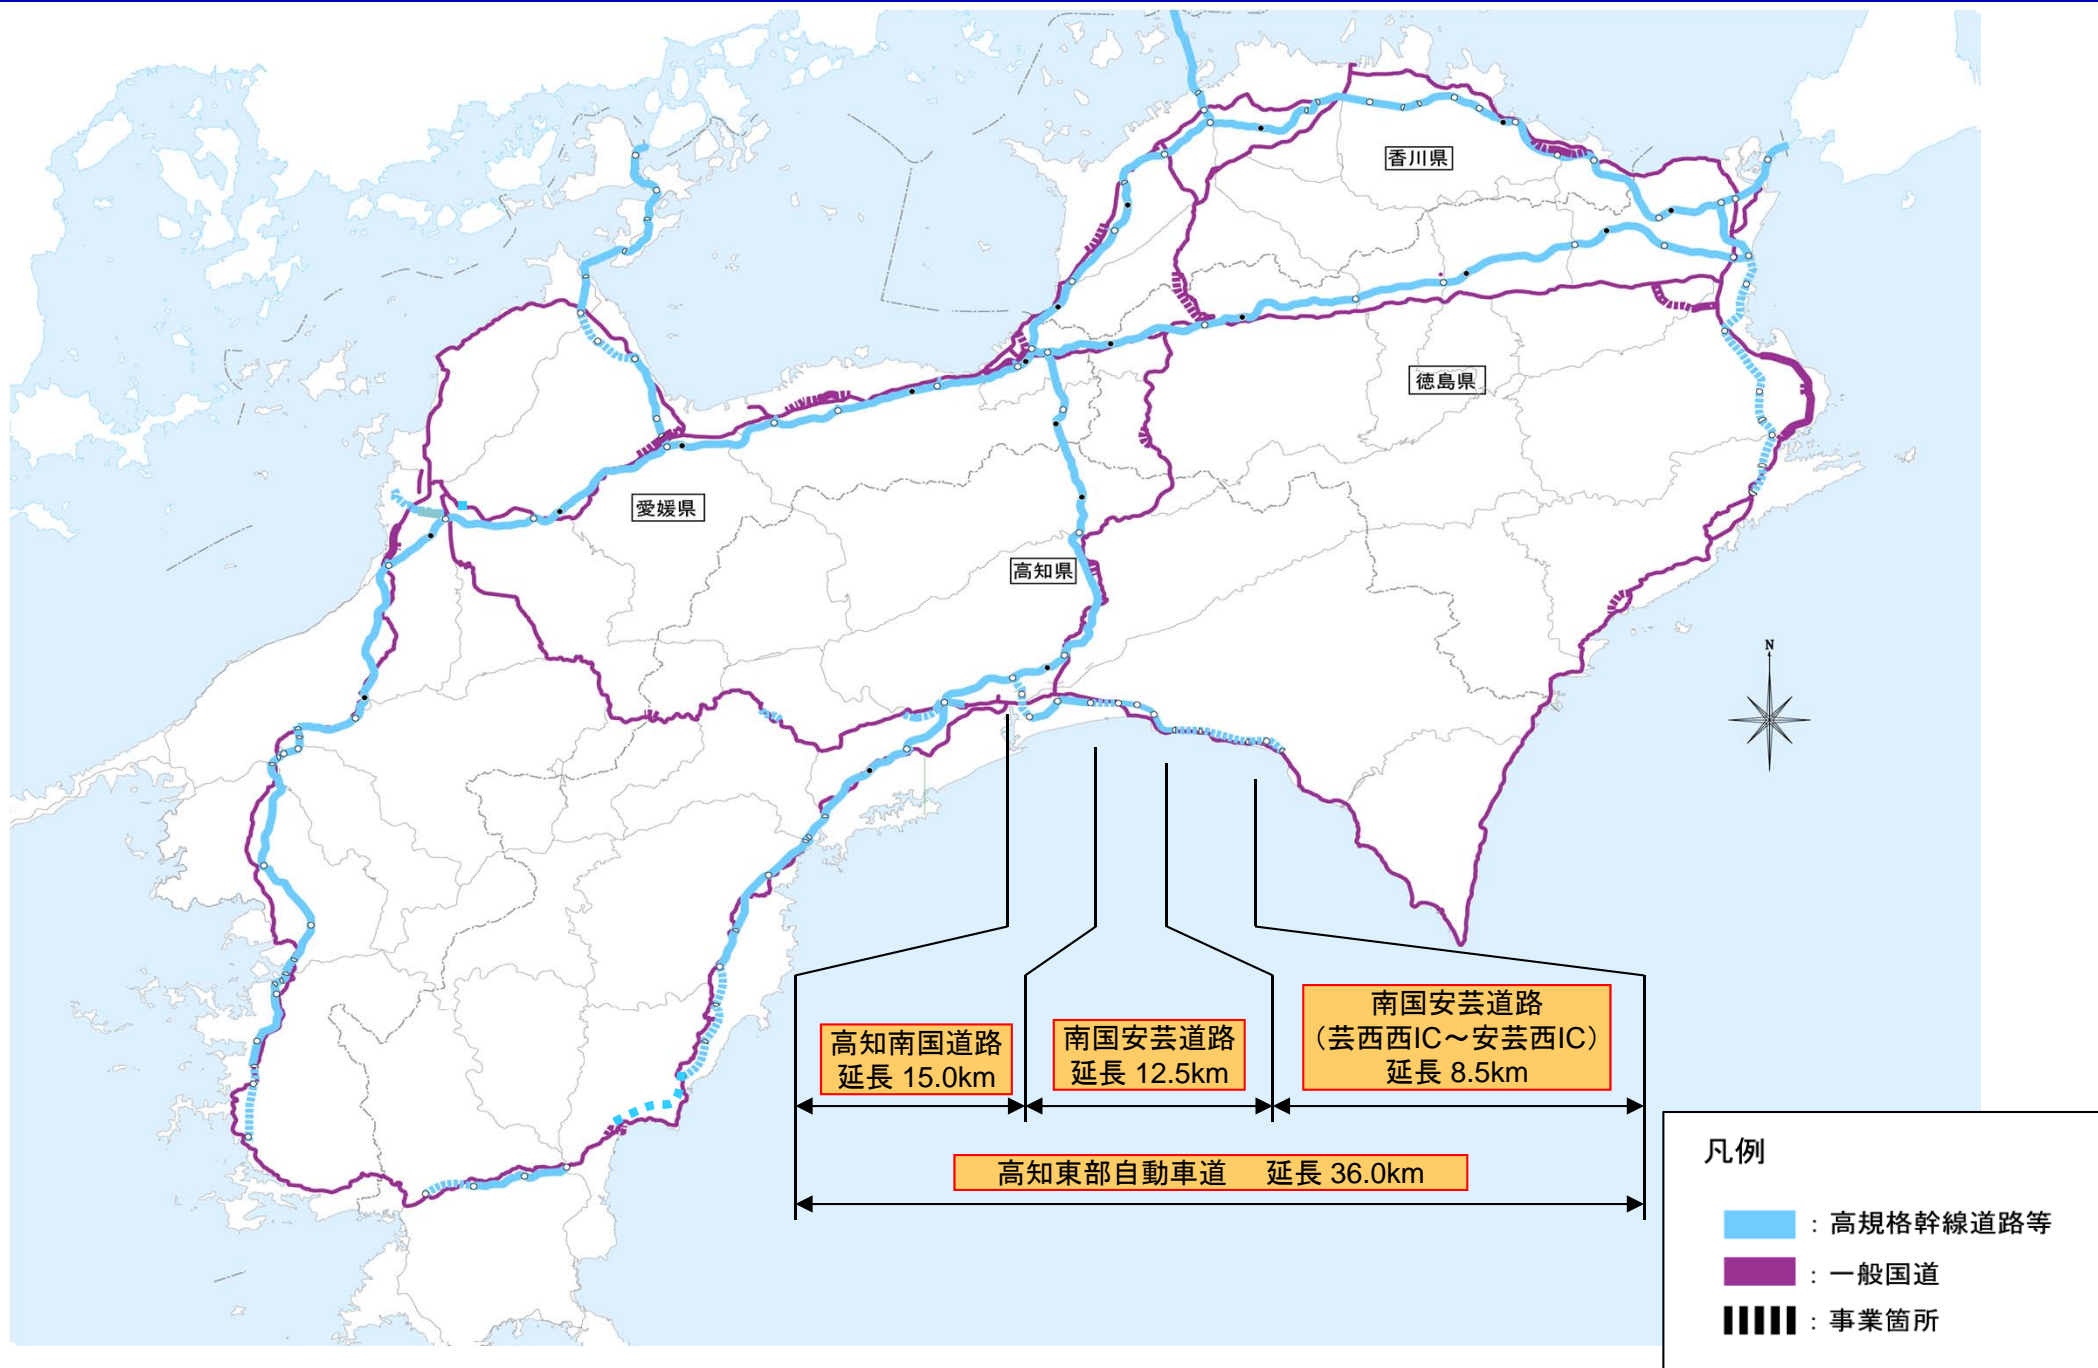 香川県
徳島県
愛媛県
高知県
N
高知南国道路
延長 15.0km
南国安芸道路
延長 12.5km
南国安芸道路
（芸西西IC～安芸西IC）
延長 8.5km
高知東部自動車道　延長 36.0km
凡例
：高規格幹線道路等
：一般国道
：事業箇所